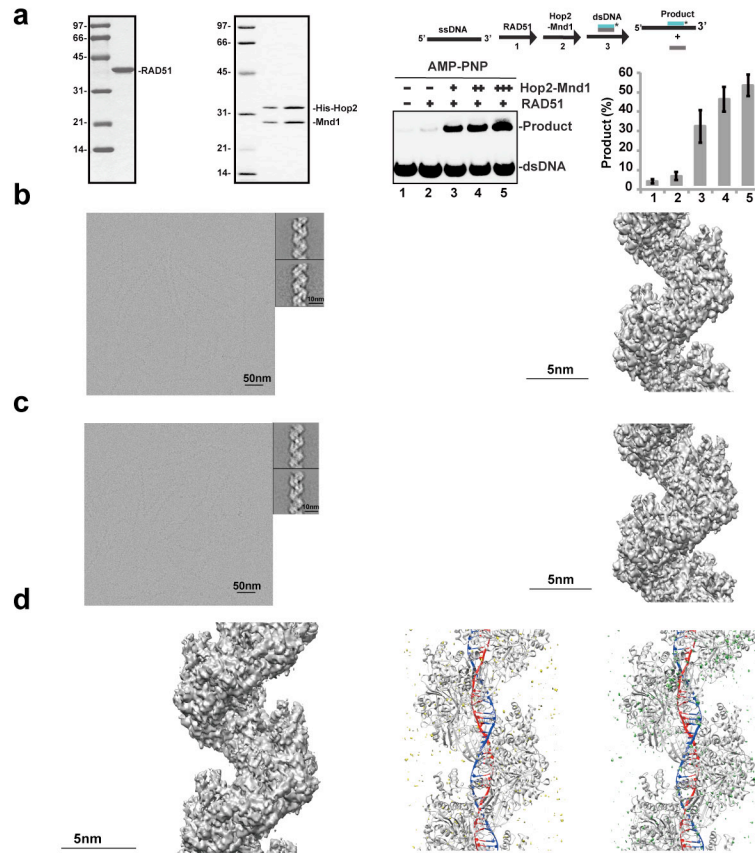 a
97-
66-
45-
31-
21-
14-
-RAD51
97-
66-
45-
31-
21-
14-
-His-Hop2
-Mnd1
5' ssDNA 3'
RAD51
1
Hop2
-Mnd1
2
dsDNA
*
3
Product
5' * 3'
+
AMP-PNP
- - + ++ +++ Hop2-Mnd1
- + + + + RAD51
-Product
-dsDNA
1 2 3 4 5
Product (%)
60
50
40
30
20
10
0
1 2 3 4 5
b
10nm
50nm
5nm
c
10nm
50nm
5nm
d
5nm